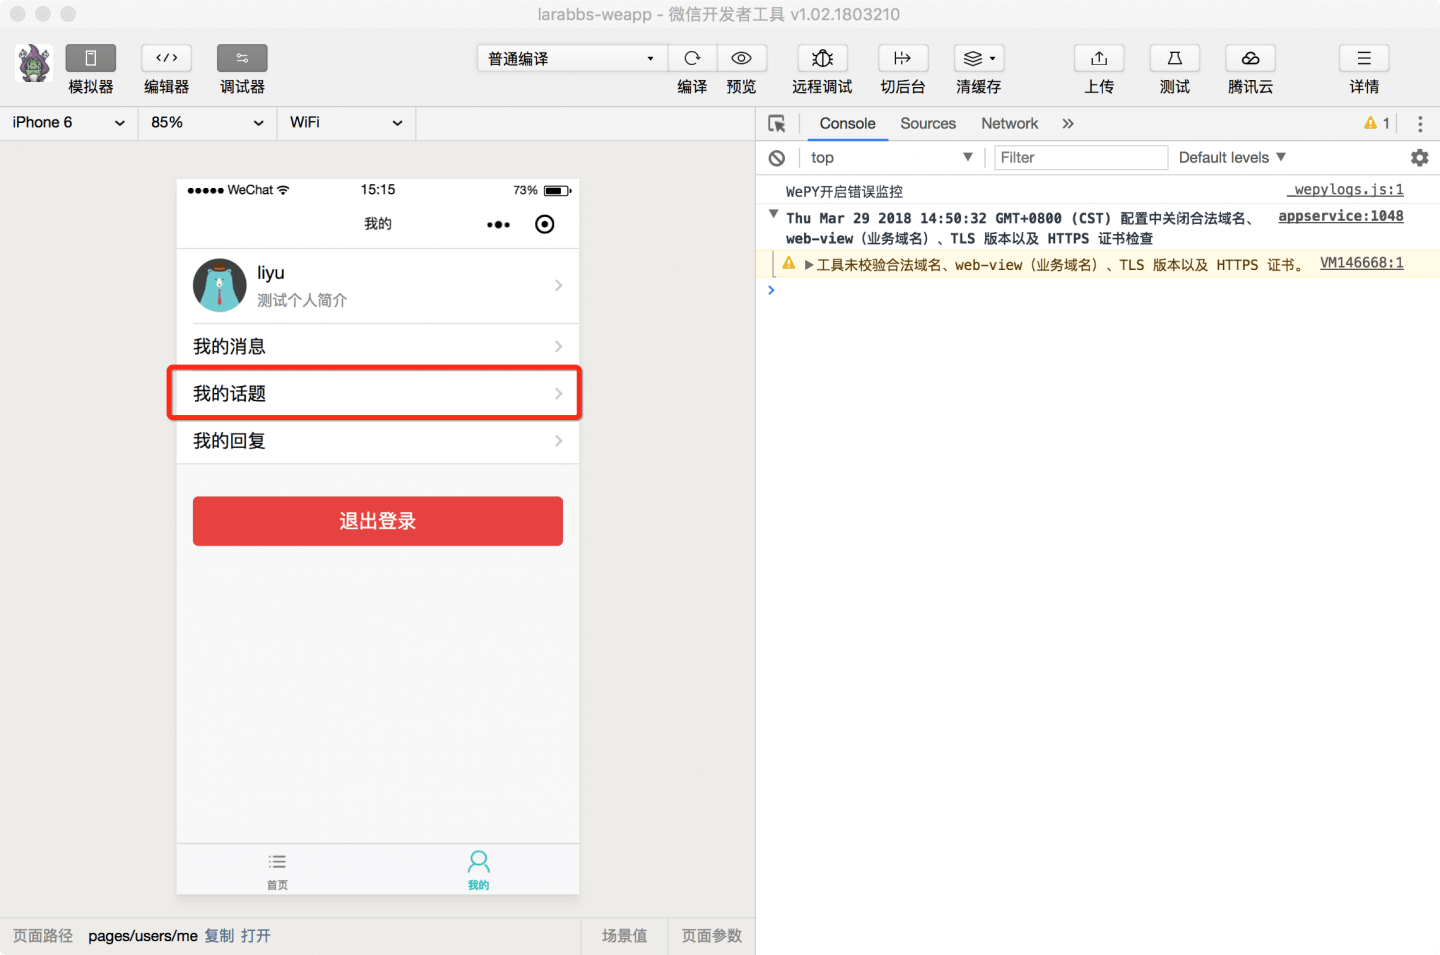 larabbs-weapp - 微信开发者工具 v1.02.1803210
模拟器 编辑器 调试器 普通编译 编译 预览 远程调试 切后台 清缓存 上传 测试 腾讯云 详情
iPhone 6 85% WiFi
Console Sources Network » 1
top Filter Default levels
WeChat 15:15 73%
我的
liyu
测试个人简介
我的消息
我的话题
我的回复
退出登录
首页 我的
页面路径 pages/users/me 复制 打开 场景值 页面参数
WePY开启错误监控 _wepylogs.js:1
Thu Mar 29 2018 14:50:32 GMT+0800 (CST) 配置中关闭合法域名、 appservice:1048
web-view（业务域名）、TLS 版本以及 HTTPS 证书检查
工具未校验合法域名、web-view（业务域名）、TLS 版本以及 HTTPS 证书。 VM146668:1